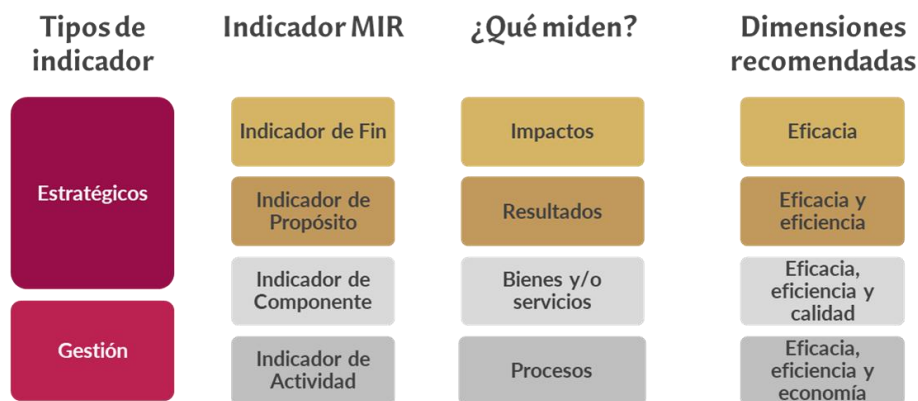 Tipos de
indicador
Indicador MIR
¿Qué miden?
Dimensiones
recomendadas
Estratégicos
Gestión
Indicador de Fin
Impactos
Eficacia
Indicador de
Propósito
Resultados
Eficacia y
eficiencia
Indicador de
Componente
Bienes y/o
servicios
Eficacia,
eficiencia y
calidad
Indicador de
Actividad
Procesos
Eficacia,
eficiencia y
economía